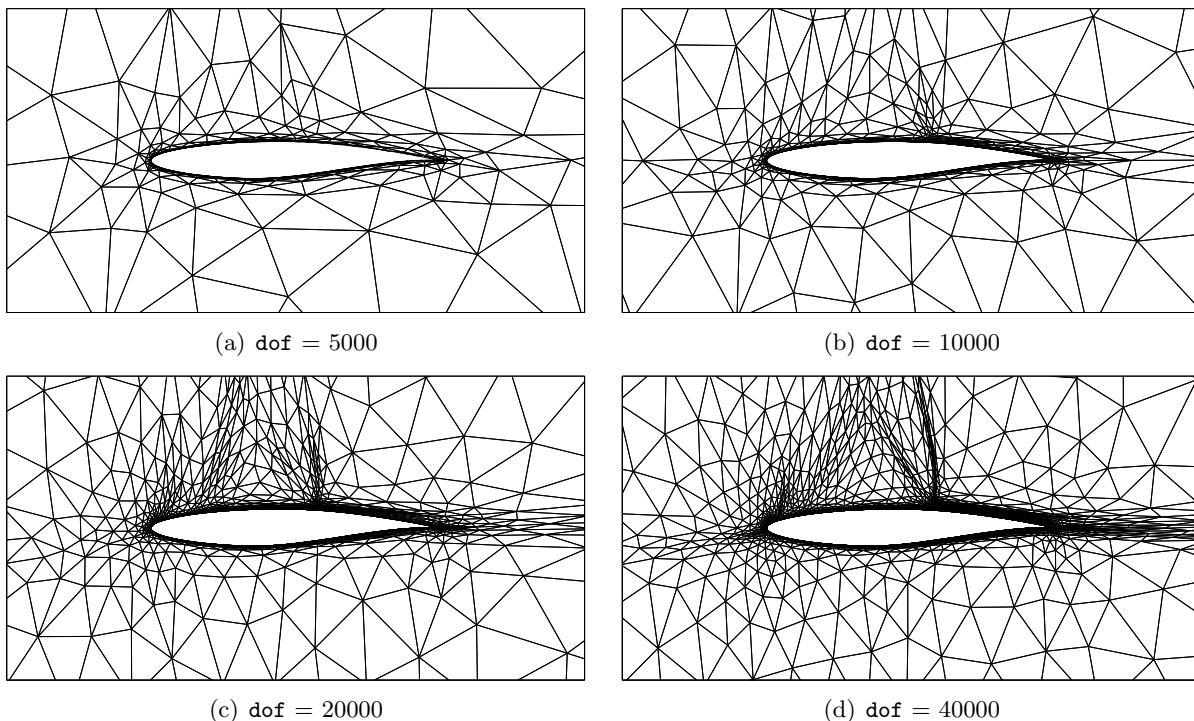 (a) dof = 5000
(b) dof = 10000
(c) dof = 20000
(d) dof = 40000